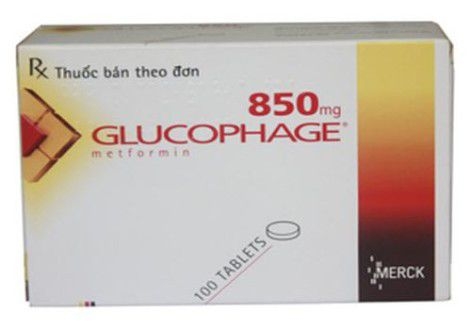 Rx Thuốc bán theo đơn
850mg
GLUCOPHAGE®
metformin
100 TABLETS
MERCK